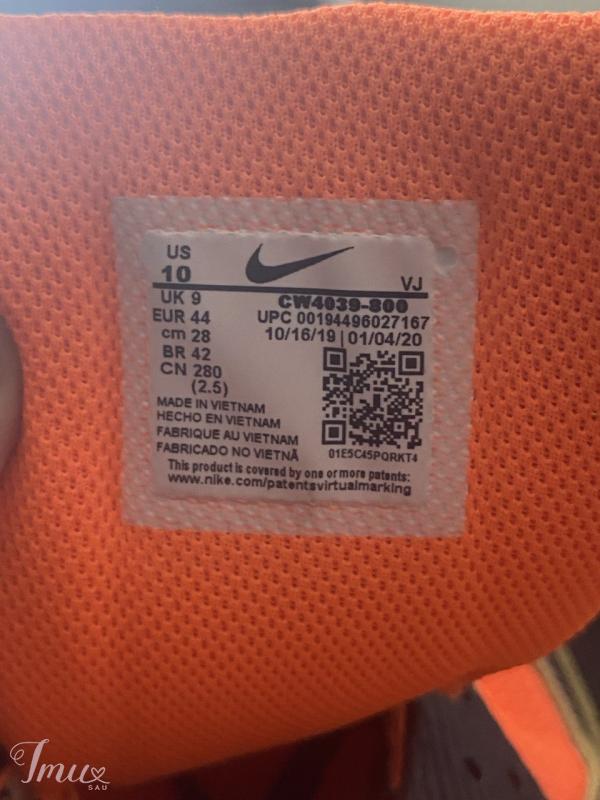 US
10
VJ
UK 9
CW4039-800
EUR 44
UPC 00194496027167
cm 28
10/16/19 | 01/04/20
BR 42
CN 280
(2.5)
MADE IN VIETNAM
HECHO EN VIETNAM
FABRIQUE AU VIETNAM
FABRICADO NO VIETNÃ
01E5C45PQRKT4
This product is covered by one or more patents:
www.nike.com/patentsvirtualmarking
Imux
SAU